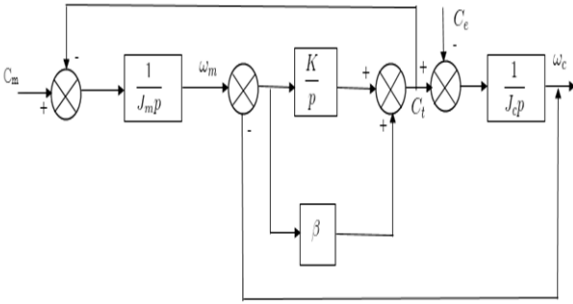 C_e
-
-
C_m
+
1
J_m p
ω_m
-
K
p
+
+
C_t
+
1
J_c p
ω_c
β